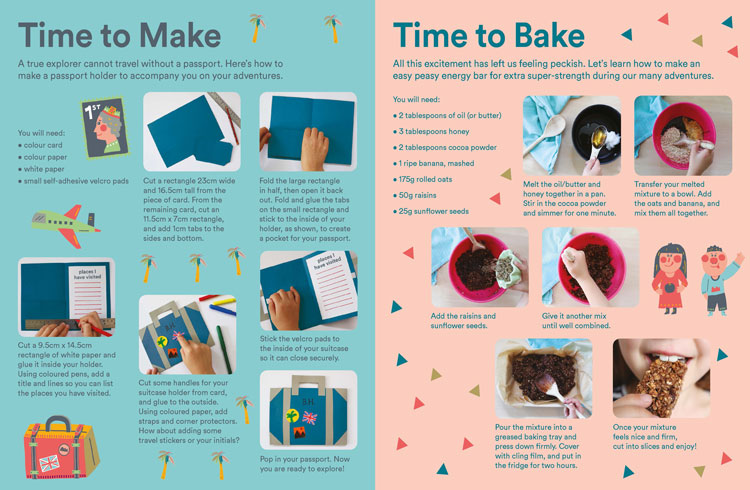 Time to Make
A true explorer cannot travel without a passport. Here's how to
make a passport holder to accompany you on your adventures.
1ST
You will need:
• colour card
• colour paper
• white paper
• small self-adhesive velcro pads
Cut a rectangle 23cm wide
and 16.5cm tall from the
piece of card. From the
remaining card, cut an
11.5cm x 7cm rectangle,
and add 1cm tabs to the
sides and bottom.
Fold the large rectangle
in half, then open it back
out. Fold and glue the tabs
on the small rectangle and
stick to the inside of your
holder, as shown, to create
a pocket for your passport.
places I
have visited
Cut a 9.5cm x 14.5cm
rectangle of white paper and
glue it inside your holder.
Using coloured pens, add a
title and lines so you can list
the places you have visited.
B.H.
Cut some handles for your
suitcase holder from card,
and glue to the outside.
Using coloured paper, add
straps and corner protectors.
How about adding some
travel stickers or your initials?
places I
have visited
Stick the velcro pads to
the inside of your suitcase
so it can close securely.
B.H.
Pop in your passport. Now
you are ready to explore!
Time to Bake
All this excitement has left us feeling peckish. Let's learn how to make an
easy peasy energy bar for extra super-strength during our many adventures.
You will need:
• 2 tablespoons of oil (or butter)
• 3 tablespoons honey
• 2 tablespoons cocoa powder
• 1 ripe banana, mashed
• 175g rolled oats
• 50g raisins
• 25g sunflower seeds
Melt the oil/butter and
honey together in a pan.
Stir in the cocoa powder
and simmer for one minute.
Transfer your melted
mixture to a bowl. Add
the oats and banana, and
mix them all together.
Add the raisins and
sunflower seeds.
Give it another mix
until well combined.
Pour the mixture into a
greased baking tray and
press down firmly. Cover
with cling film, and put in
the fridge for two hours.
Once your mixture
feels nice and firm,
cut into slices and enjoy!